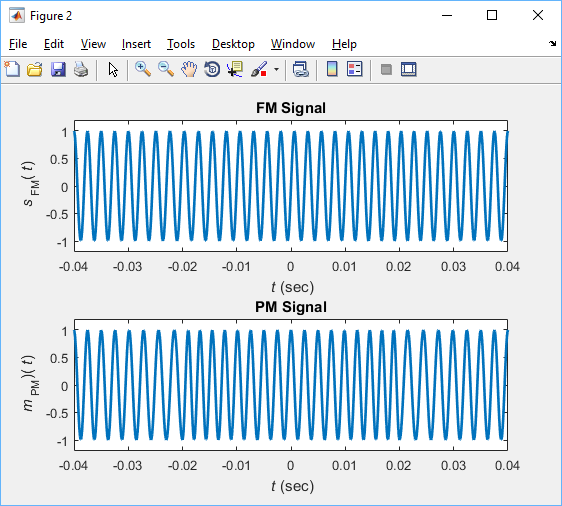 Figure 2
File Edit View Insert Tools Desktop Window Help
FM Signal
1
0.5
0
-0.5
-1
s FM( t)
-0.04 -0.03 -0.02 -0.01 0 0.01 0.02 0.03 0.04
t (sec)
PM Signal
1
0.5
0
-0.5
-1
m PM)( t)
-0.04 -0.03 -0.02 -0.01 0 0.01 0.02 0.03 0.04
t (sec)